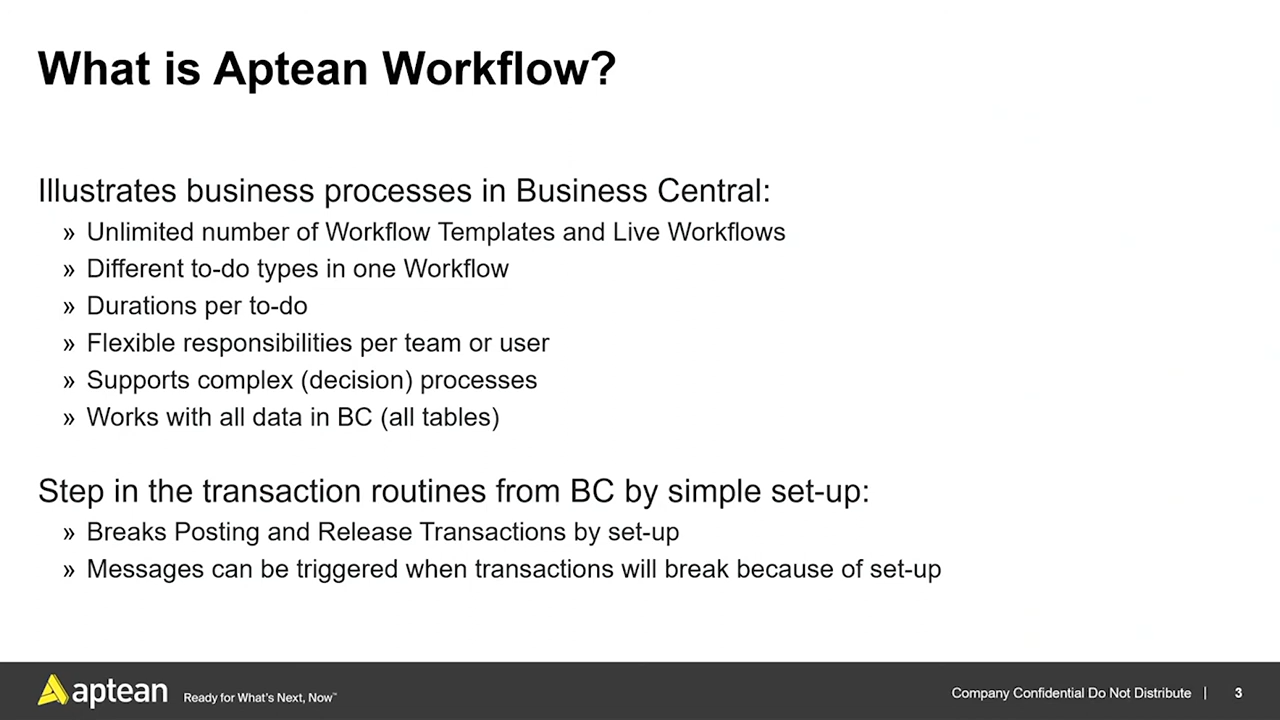 What is Aptean Workflow?
Illustrates business processes in Business Central:
» Unlimited number of Workflow Templates and Live Workflows
» Different to-do types in one Workflow
» Durations per to-do
» Flexible responsibilities per team or user
» Supports complex (decision) processes
» Works with all data in BC (all tables)
Step in the transaction routines from BC by simple set-up:
» Breaks Posting and Release Transactions by set-up
» Messages can be triggered when transactions will break because of set-up
aptean Ready for What's Next, Now™
Company Confidential Do Not Distribute | 3